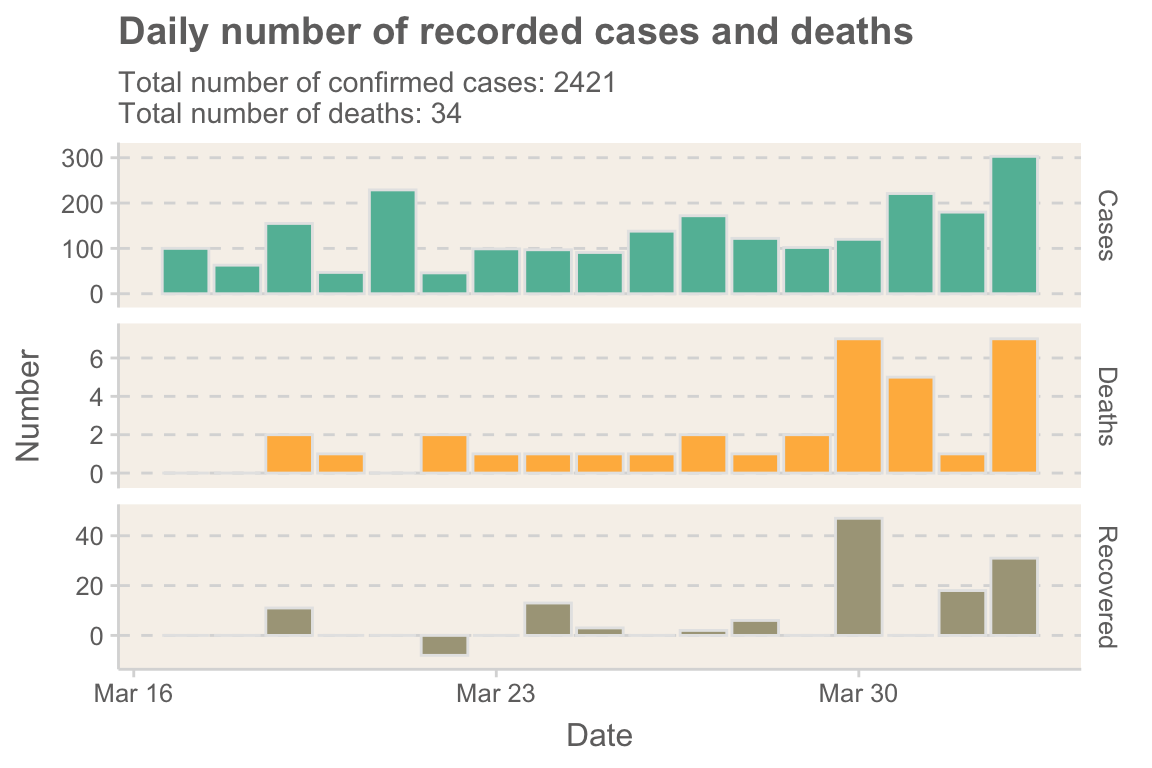 Daily number of recorded cases and deaths
Total number of confirmed cases: 2421
Total number of deaths: 34
300
200
100
0
Cases
6
4
2
0
Deaths
40
20
0
Recovered
Number
Mar 16
Mar 23
Mar 30
Date